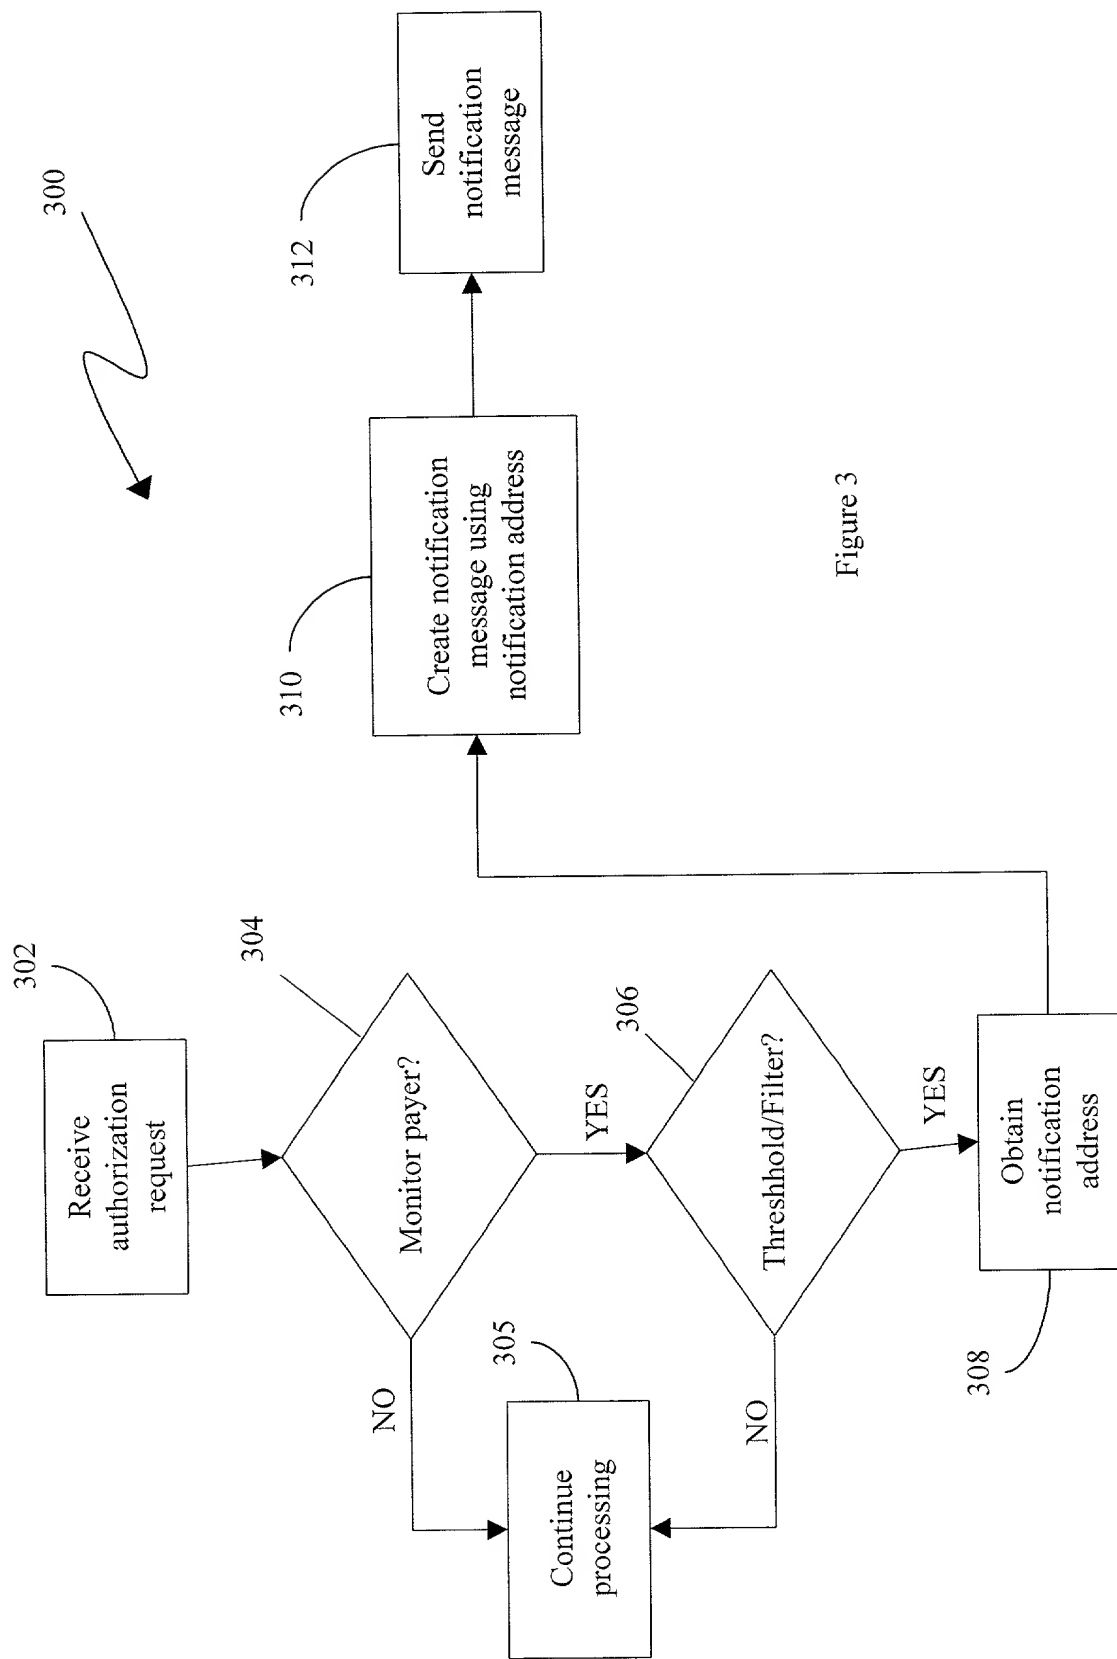 300
302
Receive
authorization
request
304
Monitor payer?
NO
YES
305
Continue
processing
306
Threshhold/Filter?
NO
YES
308
Obtain
notification
address
310
Create notification
message using
notification address
312
Send
notification
message
Figure 3